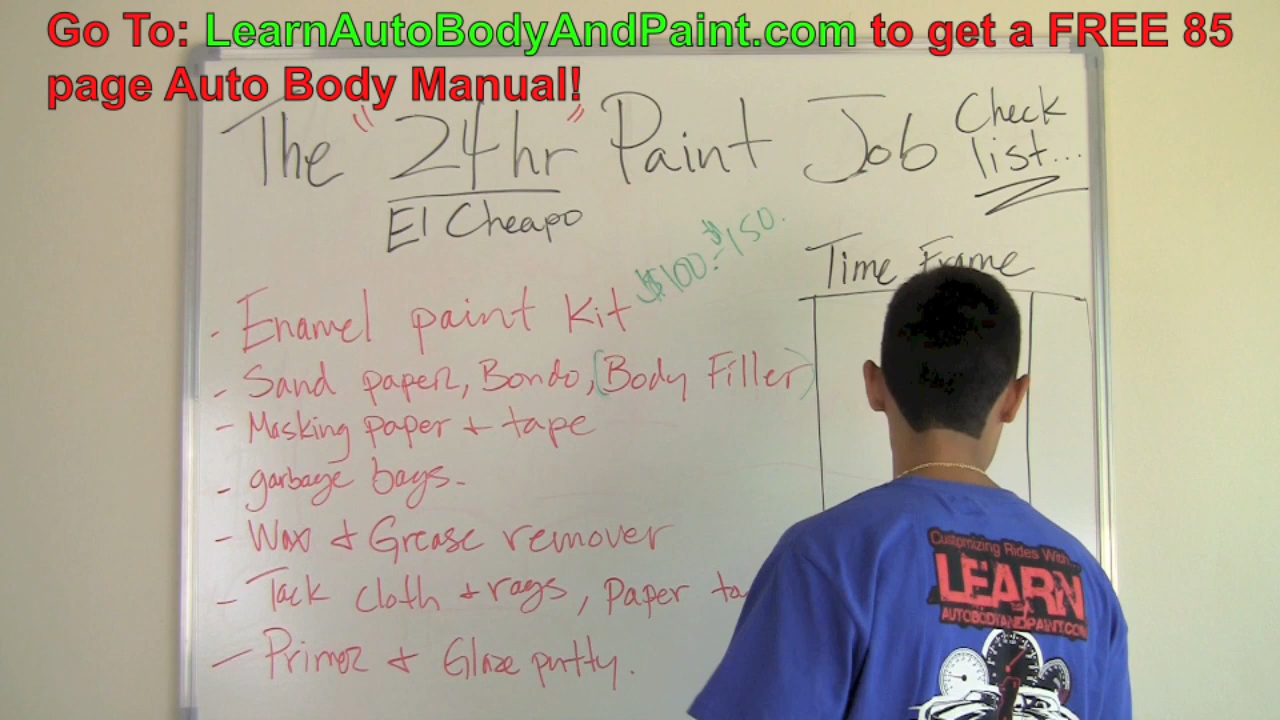 Go To: LearnAutoBodyAndPaint.com to get a FREE 85
page Auto Body Manual!
The "24hr" Paint Job Check
list...
El Cheapo
$100.-$150.
Time Frame
- Enamel paint Kit
- Sand paper, Bondo, (Body Filler)
- Masking paper + tape
- garbage bags-
- Wax & Grease remover
- Tack cloth + rags, Paper
- Primer & Glaze putty.
Customizing Rides With...
LEARN
AUTOBODYANDPAINT.COM